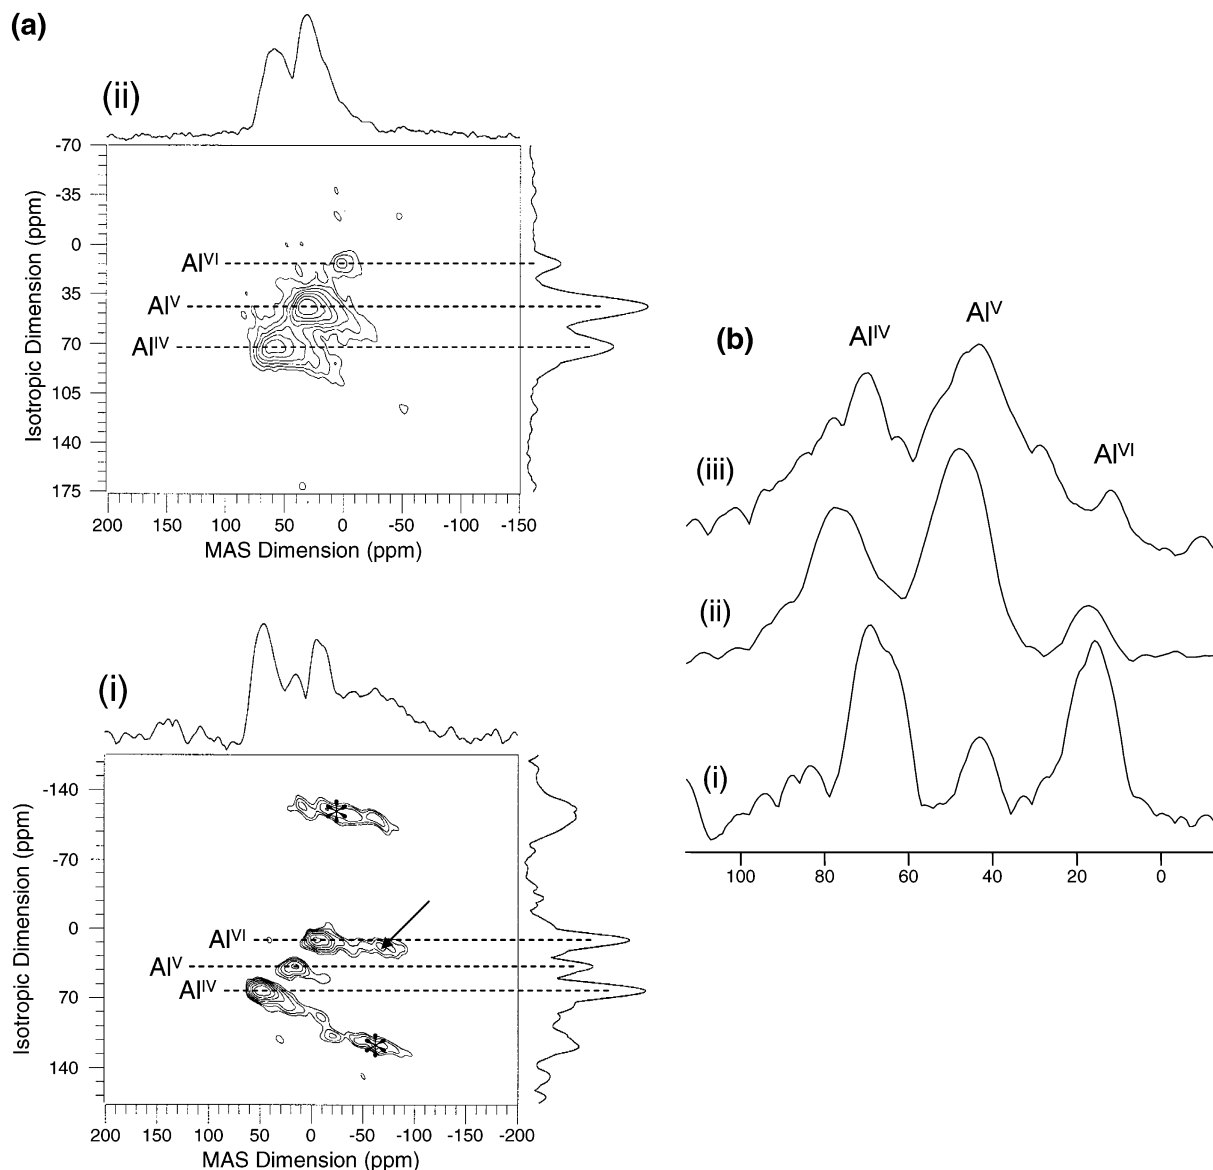 (a)
(ii)
-70
-35
0
35
70
105
140
175
Isotropic Dimension (ppm)
Al^VI
Al^V
Al^IV
200 150 100 50 0 -50 -100 -150
MAS Dimension (ppm)
(i)
-140
-70
0
70
140
Isotropic Dimension (ppm)
Al^VI
Al^V
Al^IV
200 150 100 50 0 -50 -100 -150 -200
MAS Dimension (ppm)
(b)
Al^IV
Al^V
Al^VI
(iii)
(ii)
(i)
100 80 60 40 20 0